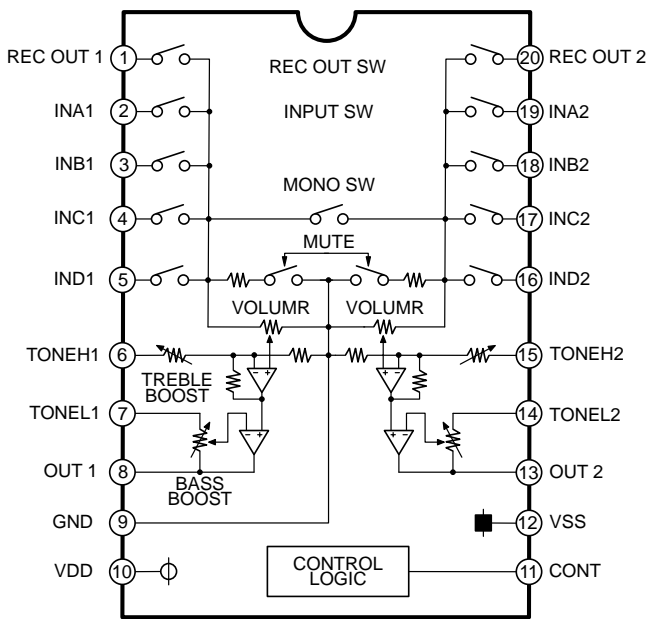 REC OUT 1 1 REC OUT SW 20 REC OUT 2
INA1 2 INPUT SW 19 INA2
INB1 3 18 INB2
MONO SW
INC1 4 17 INC2
MUTE
IND1 5 16 IND2
VOLUMR VOLUMR
TONEH1 6 15 TONEH2
TREBLE
BOOST
- + - +
TONEL1 7 14 TONEL2
- + - +
OUT 1 8 13 OUT 2
BASS
BOOST
GND 9 12 VSS
VDD 10 CONTROL
LOGIC 11 CONT